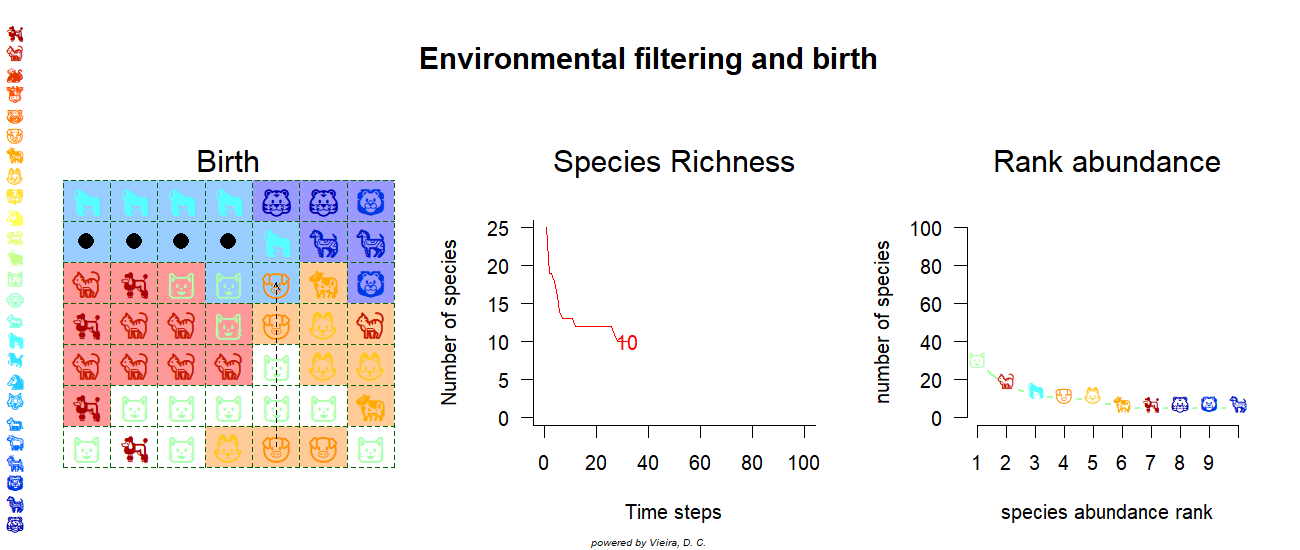 Environmental filtering and birth
Birth
Species Richness
Rank abundance
Number of species
25
20
15
10
5
0
10
0 20 40 60 80 100
Time steps
number of species
100
80
60
40
20
0
1 2 3 4 5 6 7 8 9
species abundance rank
powered by Vieira, D. C.